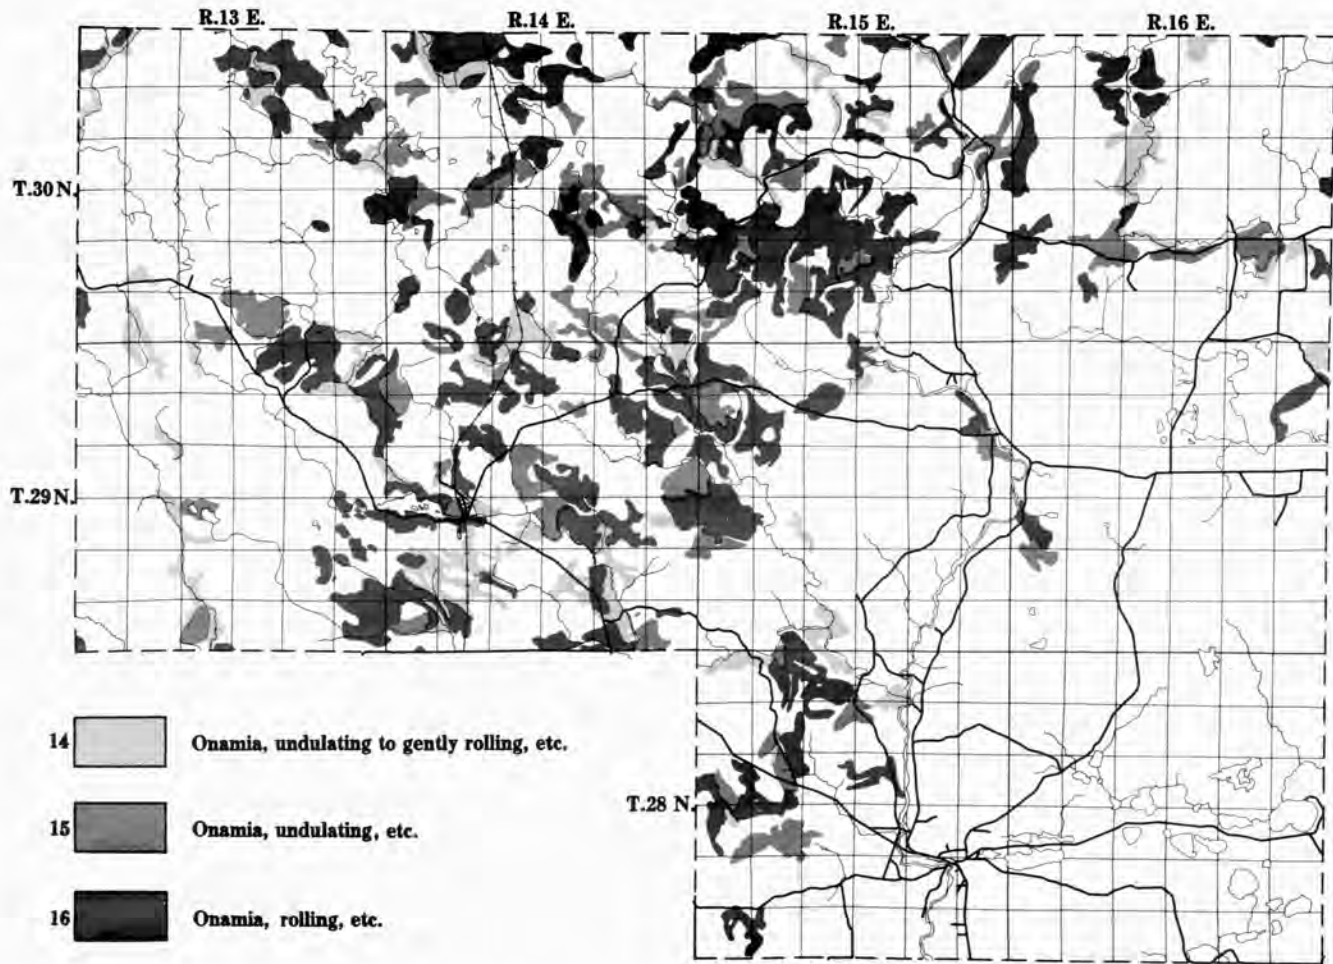 R.13 E. R.14 E. R.15 E. R.16 E.
T.30 N.
T.29 N.
14 Onamia, undulating to gently rolling, etc.
15 Onamia, undulating, etc.
T.28 N.
16 Onamia, rolling, etc.